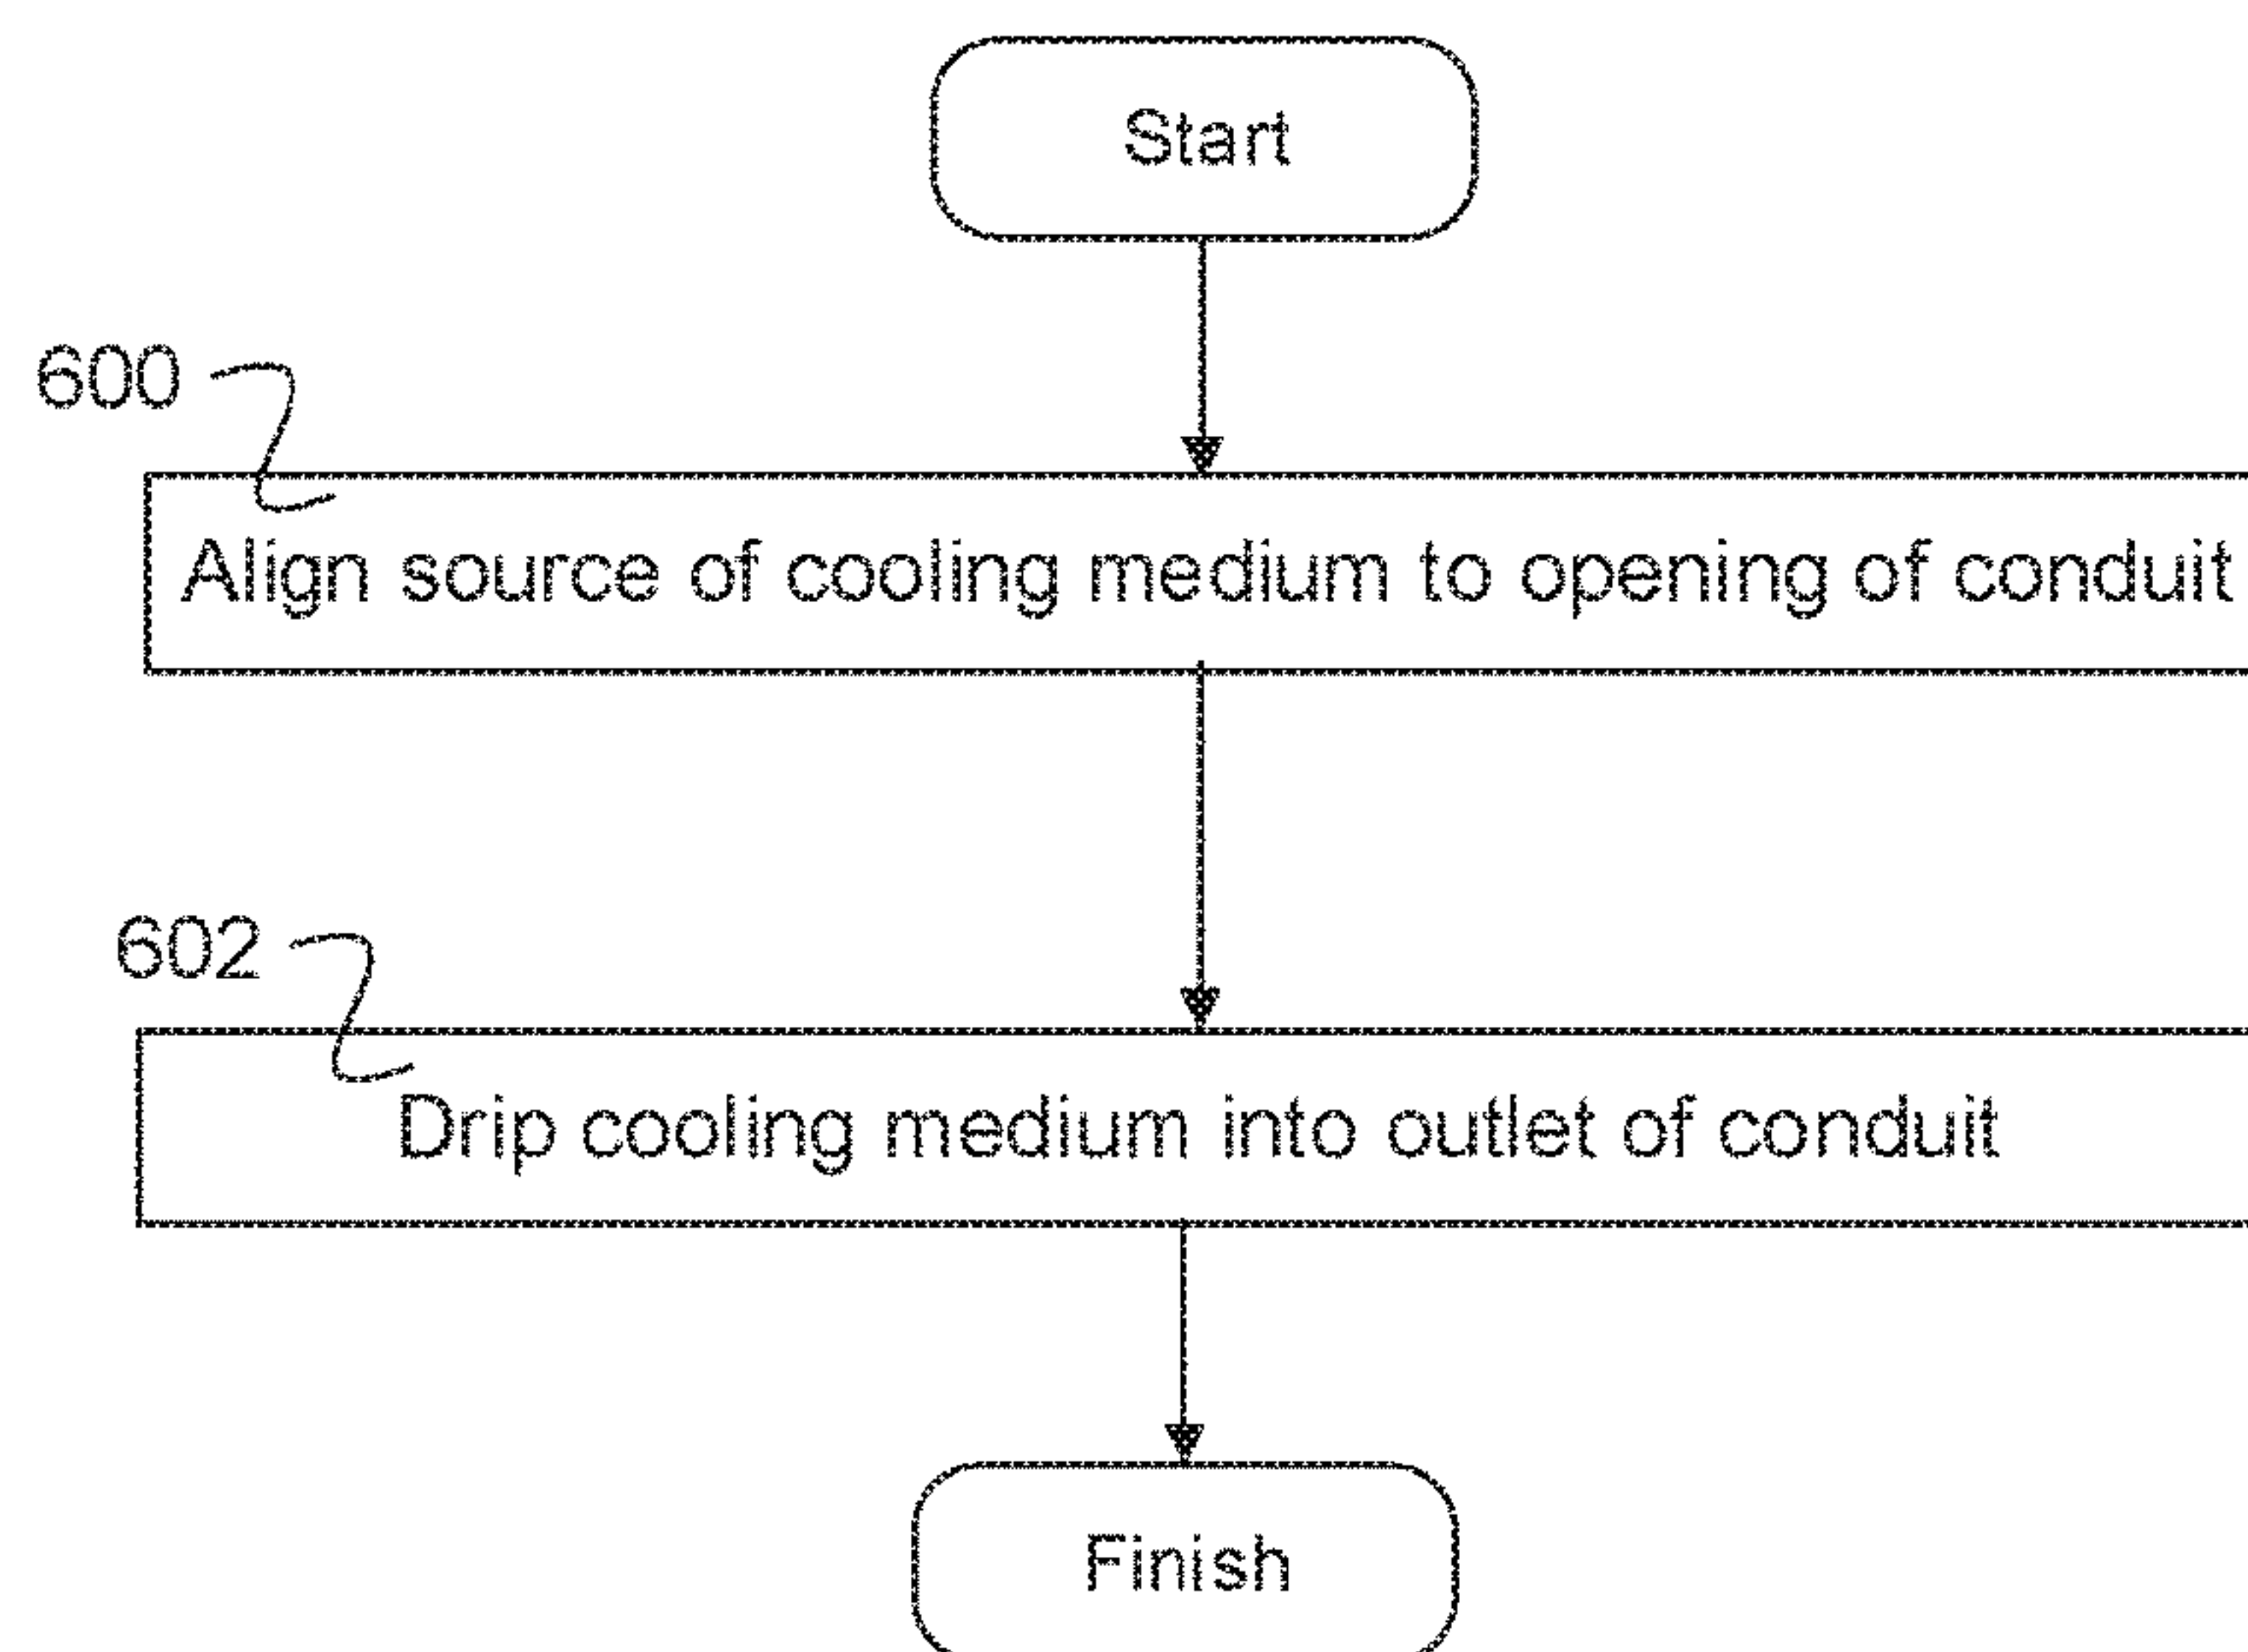 Start
600
Align source of cooling medium to opening of conduit
602
Drip cooling medium into outlet of conduit
Finish